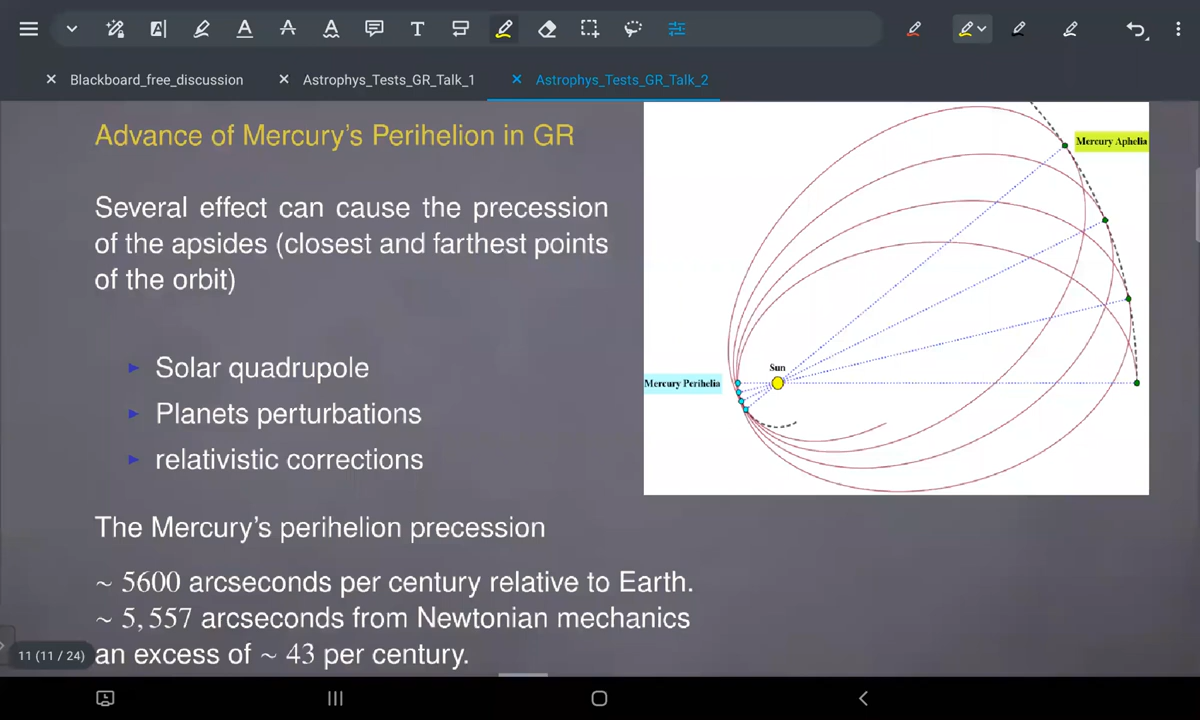 Blackboard_free_discussion
Astrophys_Tests_GR_Talk_1
Astrophys_Tests_GR_Talk_2
Advance of Mercury's Perihelion in GR
Several effect can cause the precession
of the apsides (closest and farthest points
of the orbit)
Solar quadrupole
Planets perturbations
relativistic corrections
Mercury Aphelia
Sun
Mercury Perihelia
The Mercury's perihelion precession
~ 5600 arcseconds per century relative to Earth.
~ 5,557 arcseconds from Newtonian mechanics
an excess of ~ 43 per century.
11 (11 / 24)